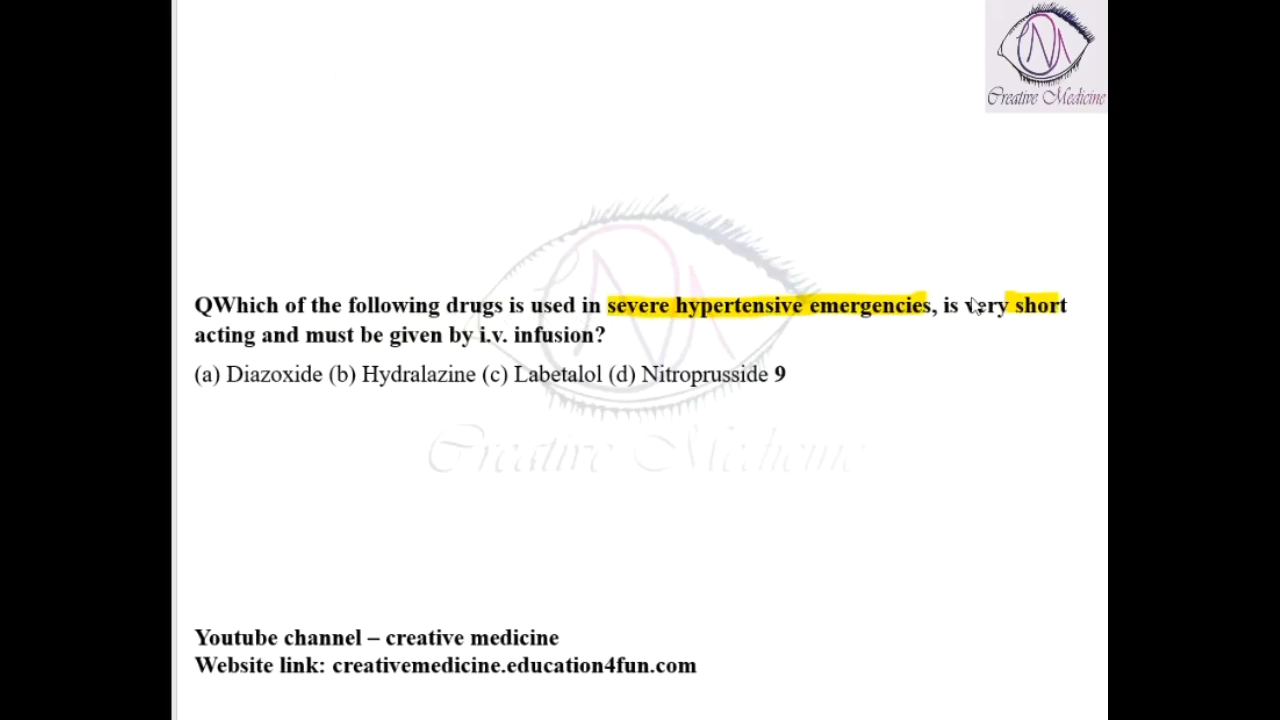 Creative Medicine
QWhich of the following drugs is used in severe hypertensive emergencies, is very short
acting and must be given by i.v. infusion?
(a) Diazoxide (b) Hydralazine (c) Labetalol (d) Nitroprusside 9
Creative Medicine
Youtube channel – creative medicine
Website link: creativemedicine.education4fun.com